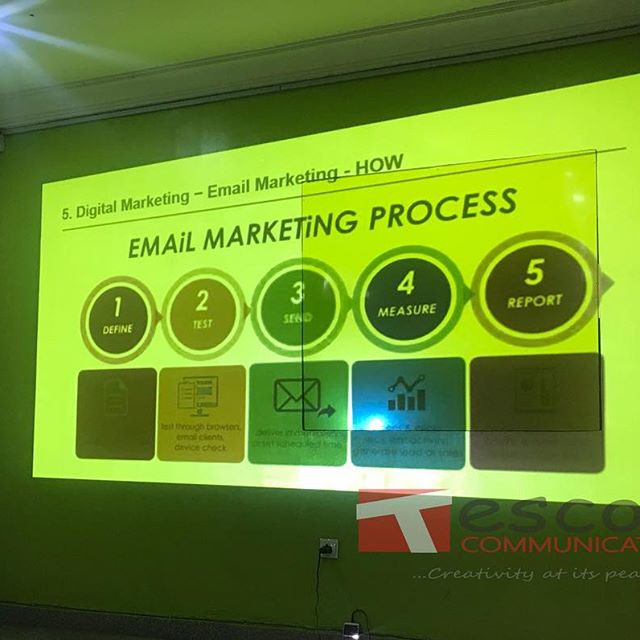 5. Digital Marketing – Email Marketing - HOW
EMAiL MARKETiNG PROCESS
1
DEFINE
2
TEST
3
SEND
4
MEASURE
5
REPORT
test through browsers,
email clients,
device check
Tesco
COMMUNICAT
...Creativity at its pea